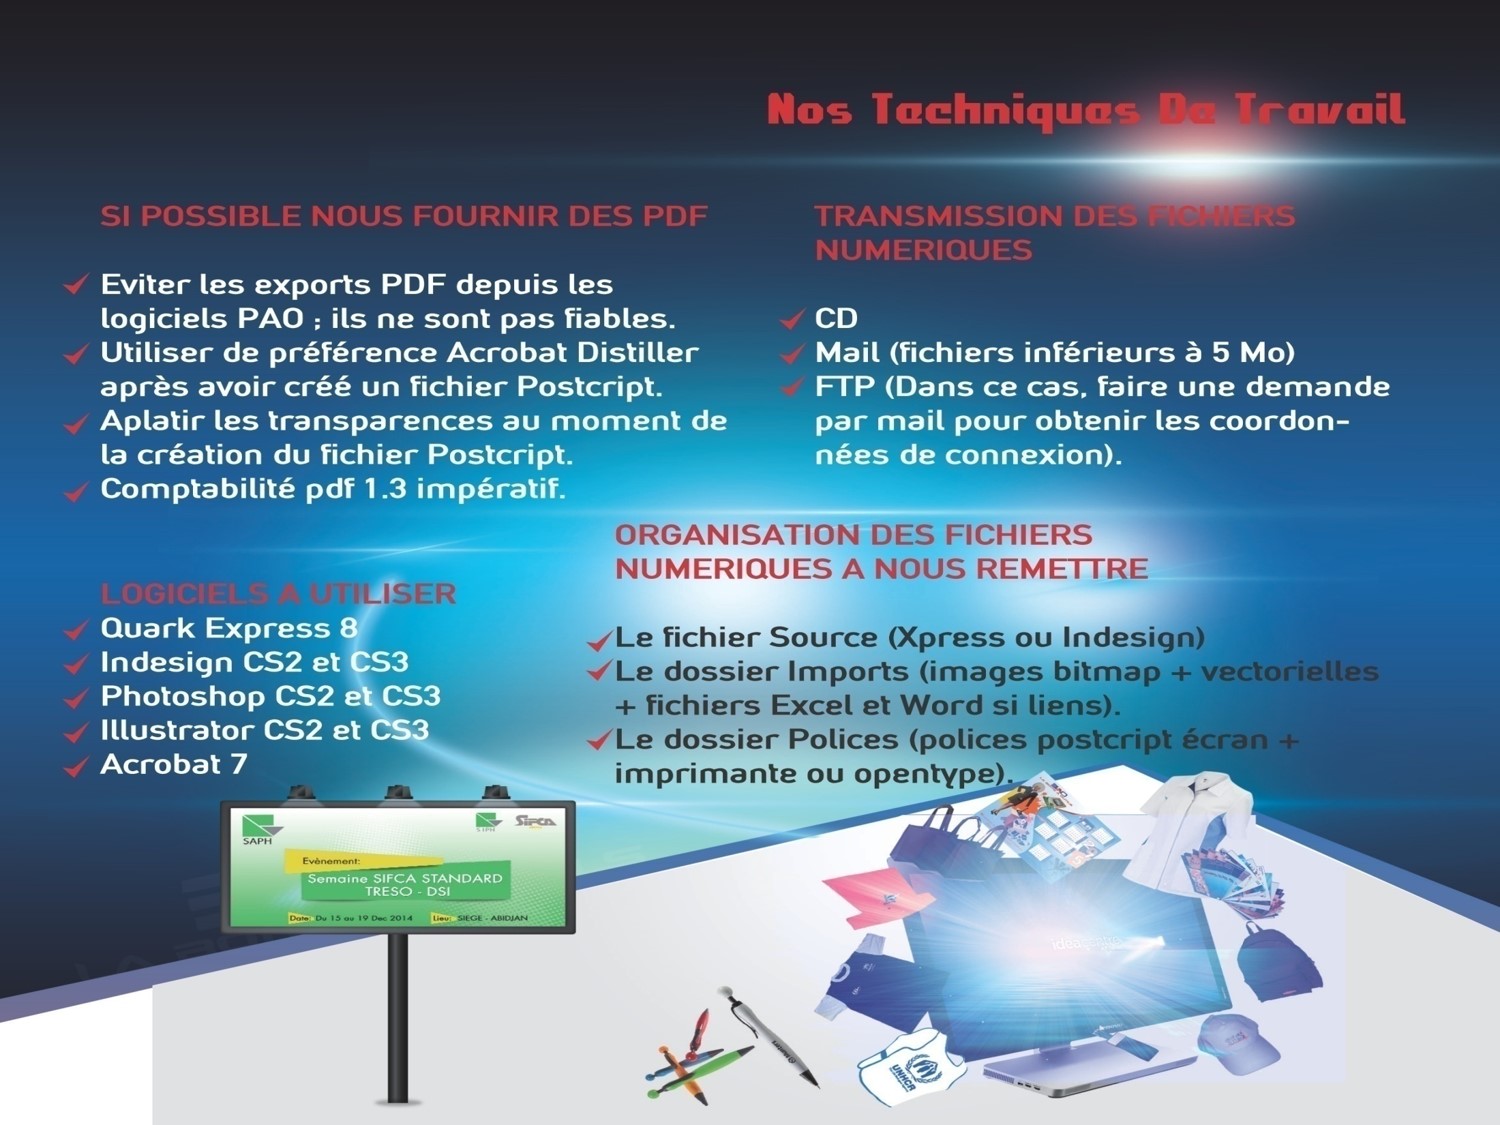 Nos Techniques De Travail
SI POSSIBLE NOUS FOURNIR DES PDF
Eviter les exports PDF depuis les
logiciels PAO ; ils ne sont pas fiables.
Utiliser de préférence Acrobat Distiller
après avoir créé un fichier Postcript.
Aplatir les transparences au moment de
la création du fichier Postcript.
Comptabilité pdf 1.3 impératif.
TRANSMISSION DES FICHIERS
NUMERIQUES
CD
Mail (fichiers inférieurs à 5 Mo)
FTP (Dans ce cas, faire une demande
par mail pour obtenir les coordon-
nées de connexion).
LOGICIELS A UTILISER
Quark Express 8
Indesign CS2 et CS3
Photoshop CS2 et CS3
Illustrator CS2 et CS3
Acrobat 7
ORGANISATION DES FICHIERS
NUMERIQUES A NOUS REMETTRE
Le fichier Source (Xpress ou Indesign)
Le dossier Imports (images bitmap + vectorielles
+ fichiers Excel et Word si liens).
Le dossier Polices (polices postcript écran +
imprimante ou opentype).
SAPH
SIPH
SIFCA
Evènement:
Semaine SIFCA STANDARD
TRESO - DSI
Date: Du 15 au 19 Dec 2014
Lieu: SIEGE - ABIDJAN
UNHCR